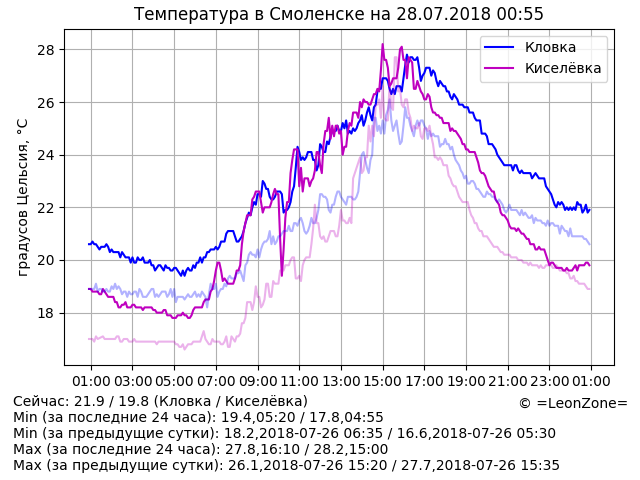 Температура в Смоленске на 28.07.2018 00:55
градусов Цельсия, °C
28
26
24
22
20
18
Кловка
Киселёвка
01:00 03:00 05:00 07:00 09:00 11:00 13:00 15:00 17:00 19:00 21:00 23:00 01:00
Сейчас: 21.9 / 19.8 (Кловка / Киселёвка)
© =LeonZone=
Min (за последние 24 часа): 19.4,05:20 / 17.8,04:55
Min (за предыдущие сутки): 18.2,2018-07-26 06:35 / 16.6,2018-07-26 05:30
Max (за последние 24 часа): 27.8,16:10 / 28.2,15:00
Max (за предыдущие сутки): 26.1,2018-07-26 15:20 / 27.7,2018-07-26 15:35